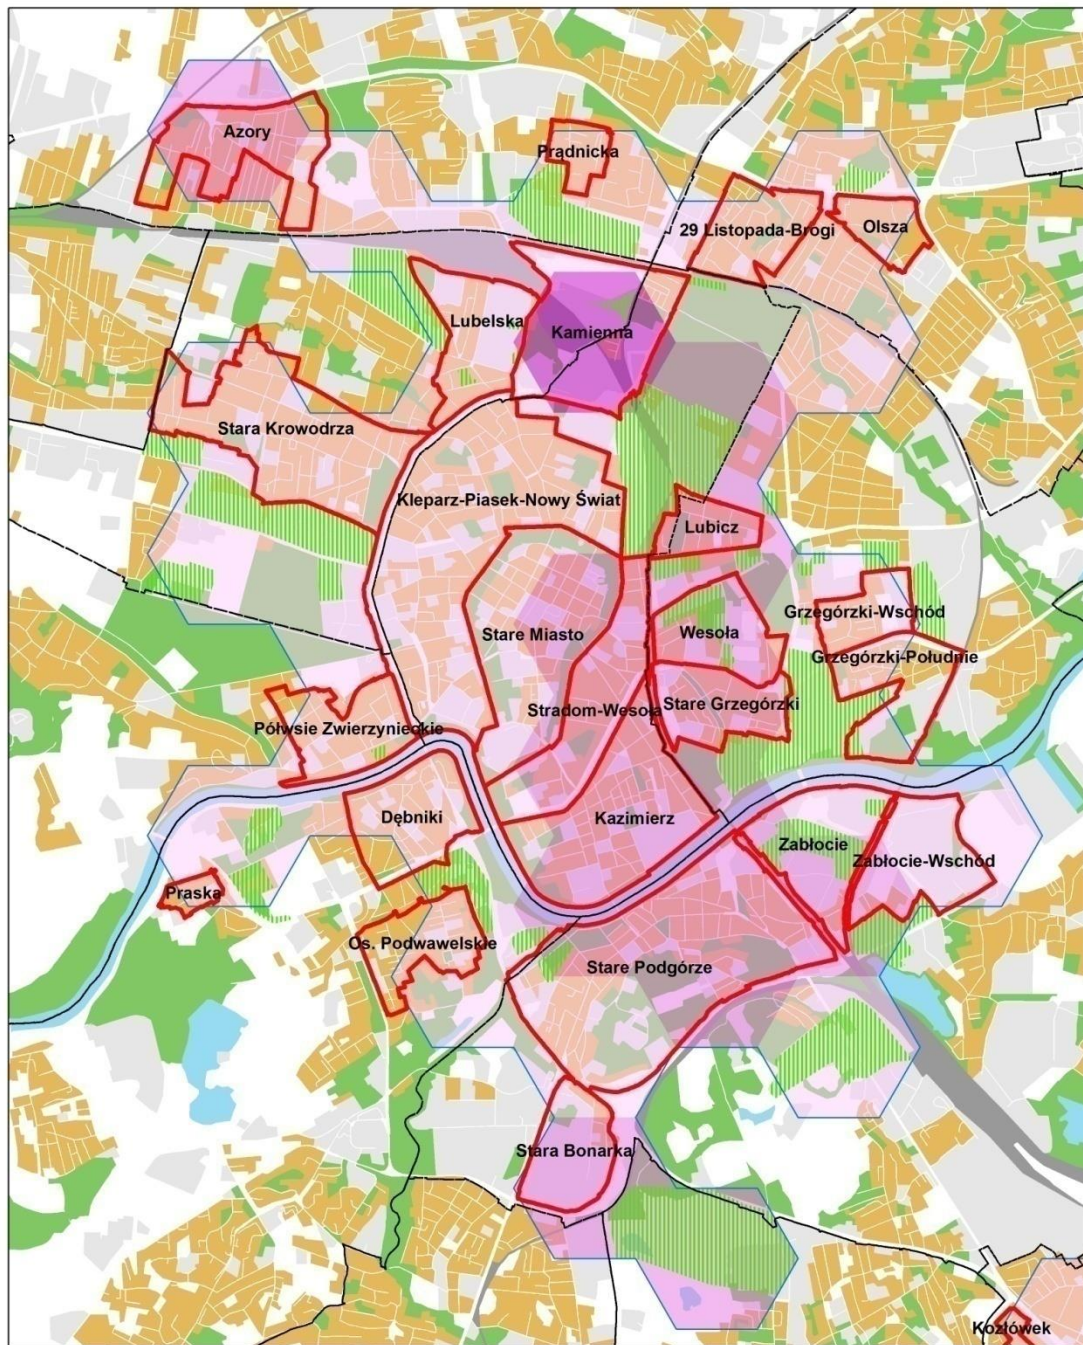 Azory
Prądnicka
29 Listopada-Brogi
Olsza
Lubelska
Kamienna
Stara Krowodrza
Kleparz-Piasek-Nowy Świat
Lubicz
Stare Miasto
Wesoła
Grzegórzki-Wschód
Grzegórzki-Południe
Stradom-Wesoła
Stare Grzegórzki
Półwsie Zwierzynieckie
Dębniki
Kazimierz
Zabłocie
Zabłocie-Wschód
Praska
Os. Podwawelskie
Stare Podgórze
Stara Bonarka
Kozłówek